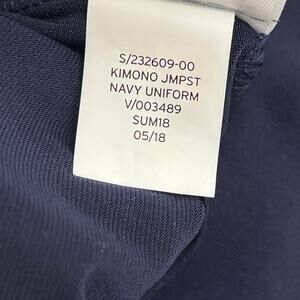 S/232609-00
KIMONO JMPST
NAVY UNIFORM
V/003489
SUM18
05/18